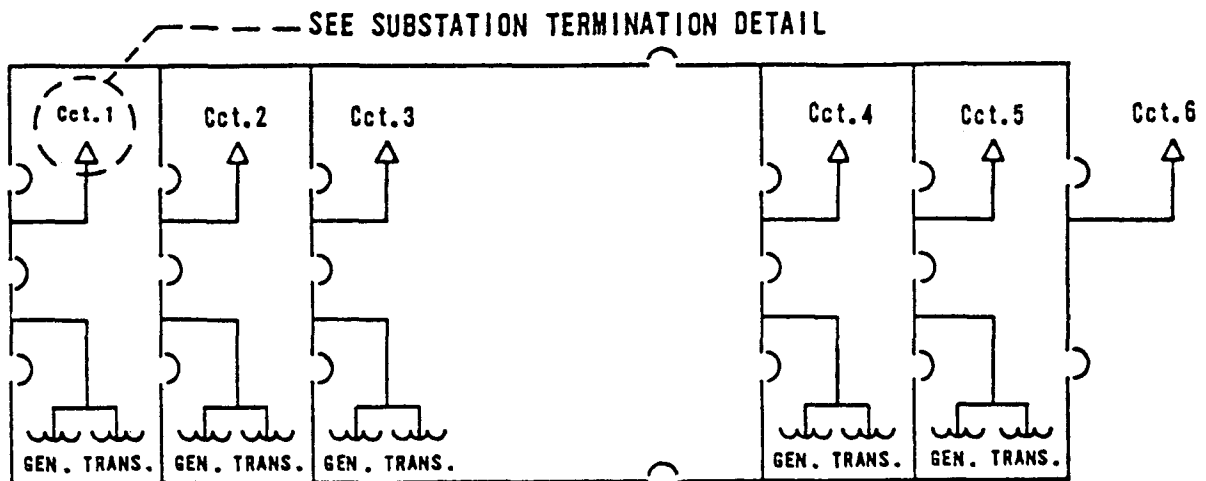 SEE SUBSTATION TERMINATION DETAIL
Cct.1 Cct.2 Cct.3 Cct.4 Cct.5 Cct.6
GEN. TRANS. GEN. TRANS. GEN. TRANS. GEN. TRANS. GEN. TRANS.